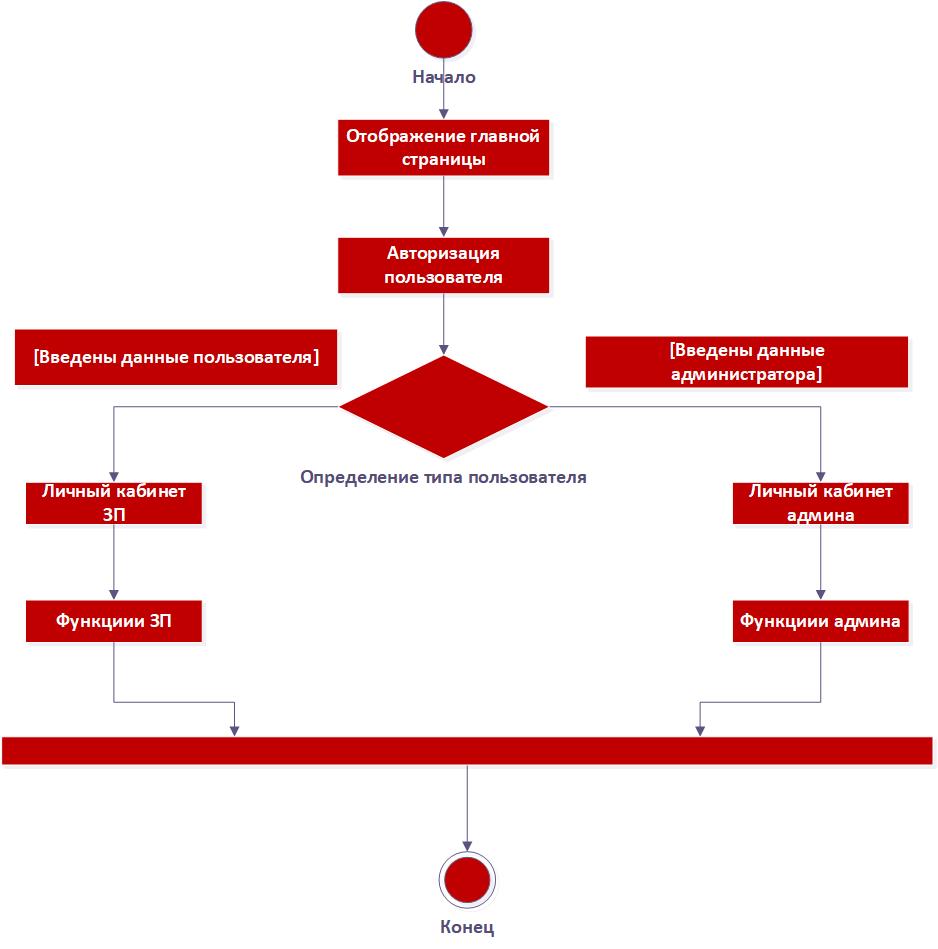 Начало
Отображение главной
страницы
Авторизация
пользователя
[Введены данные пользователя]
[Введены данные
администратора]
Определение типа пользователя
Личный кабинет
ЗП
Личный кабинет
админа
Функциии ЗП
Функциии админа
Конец